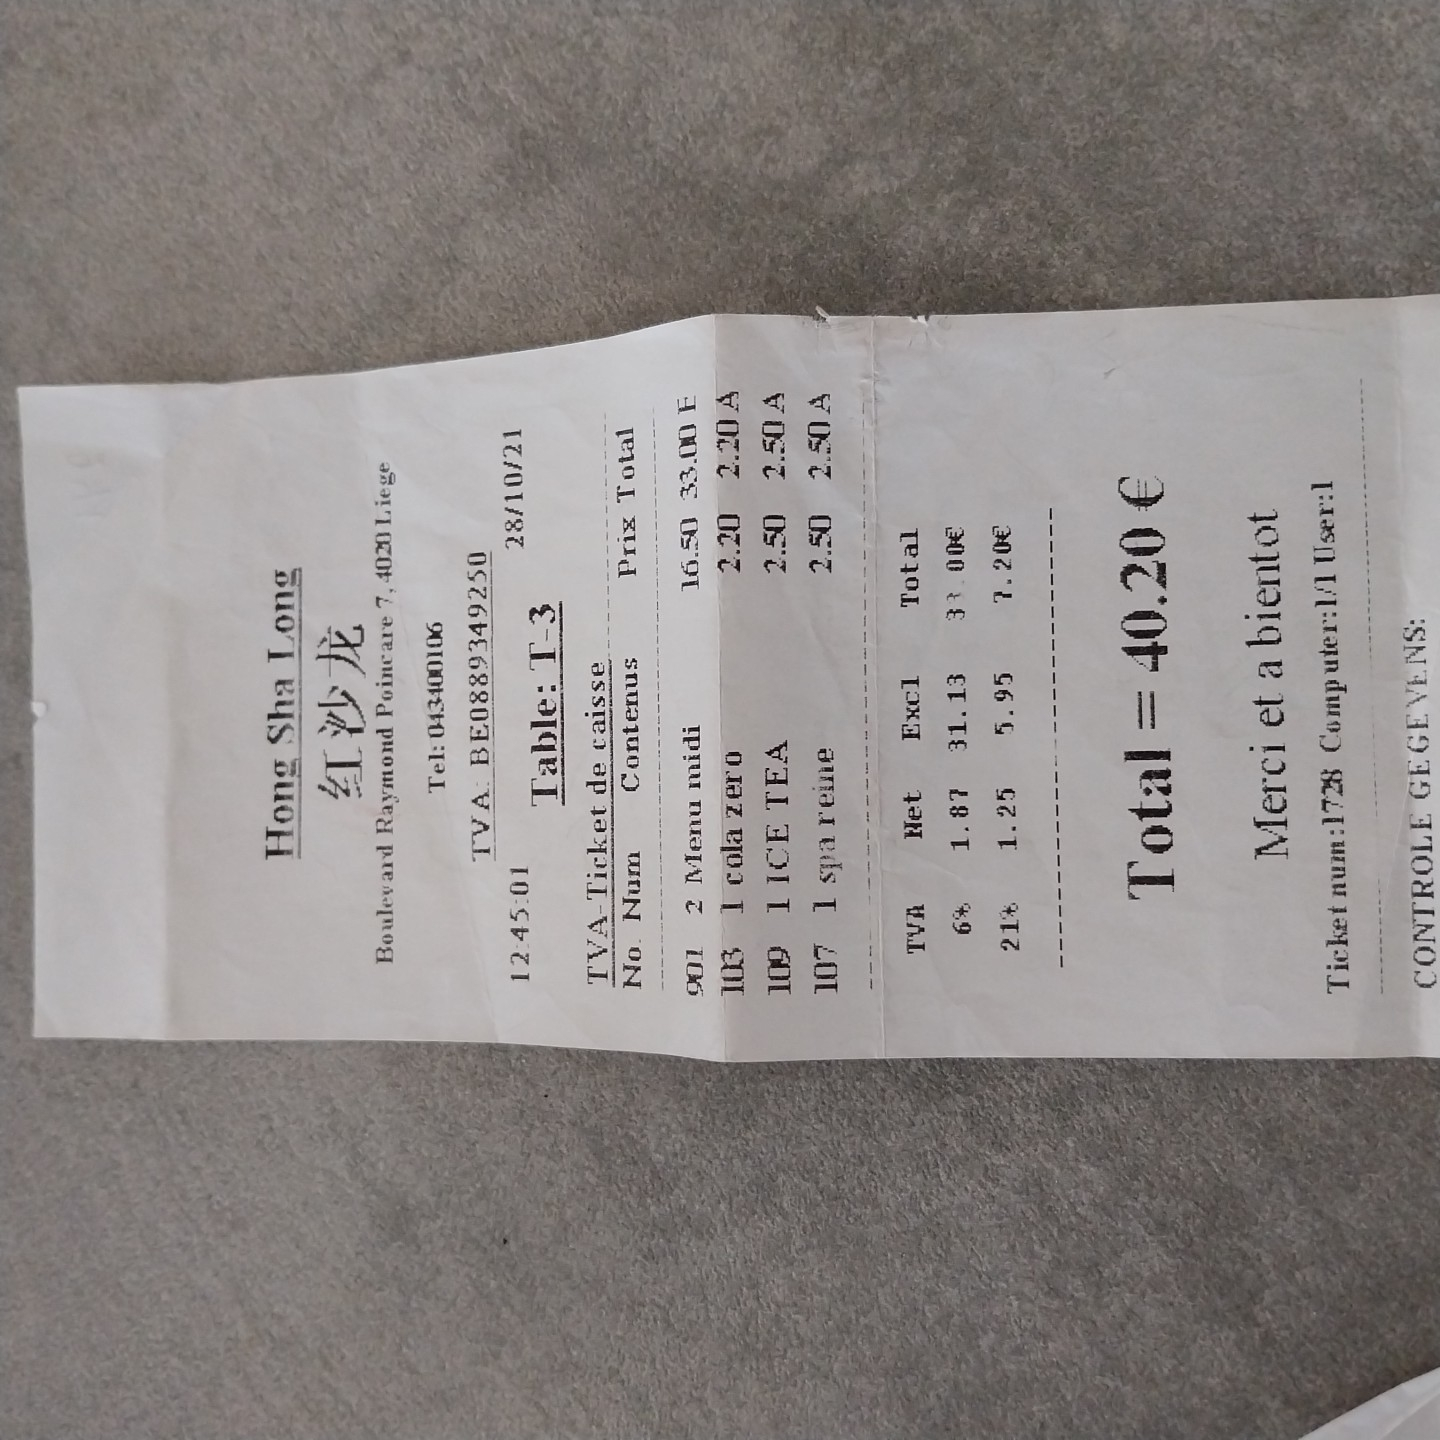 Hong Sha Long
红沙龙
Boulevard Raymond Poincare 7, 4020 Liege
Tel: 043400106
TVA: BE0889349250
12:45:01 28/10/21
Table: T-3
TVA-Ticket de caisse
No. Num Contenus Prix Total
901 2 Menu midi 16.50 33.00 F
103 1 cola zero 2.20 2.20 A
109 1 ICE TEA 2.50 2.50 A
107 1 spa reine 2.50 2.50 A
TVA Net Excl Total
6% 1.87 31.13 33.00€
21% 1.25 5.95 7.20€
Total = 40.20 €
Merci et a bientot
Ticket num:1728 Computer:1/1 User:1
CONTROLE GEGEVENS: